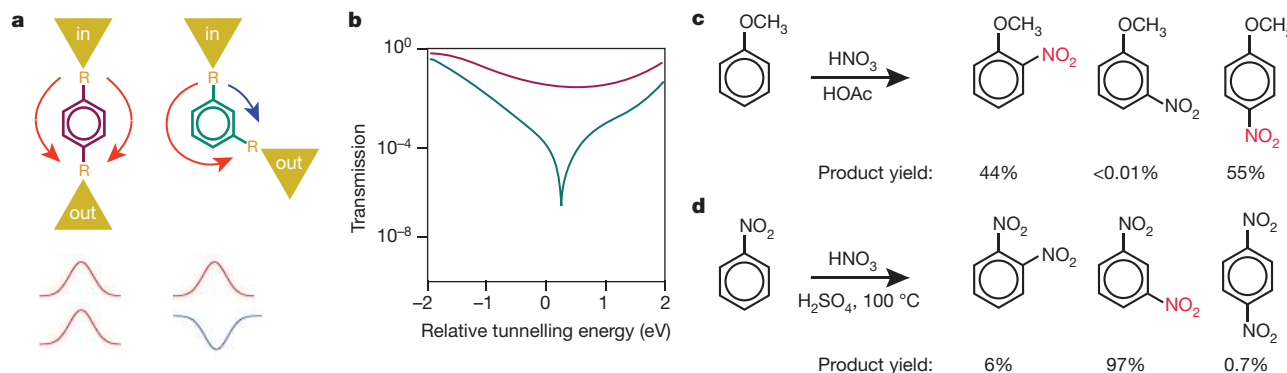 a
in
in
R
R
R
R
out
out
b
10⁰
10⁻⁴
10⁻⁸
Transmission
−2 −1 0 1 2
Relative tunnelling energy (eV)
c
OCH₃
HNO₃
HOAc
OCH₃
NO₂
OCH₃
NO₂
OCH₃
NO₂
Product yield: 44% <0.01% 55%
d
NO₂
HNO₃
H₂SO₄, 100 °C
NO₂
NO₂
NO₂
NO₂
NO₂
NO₂
Product yield: 6% 97% 0.7%